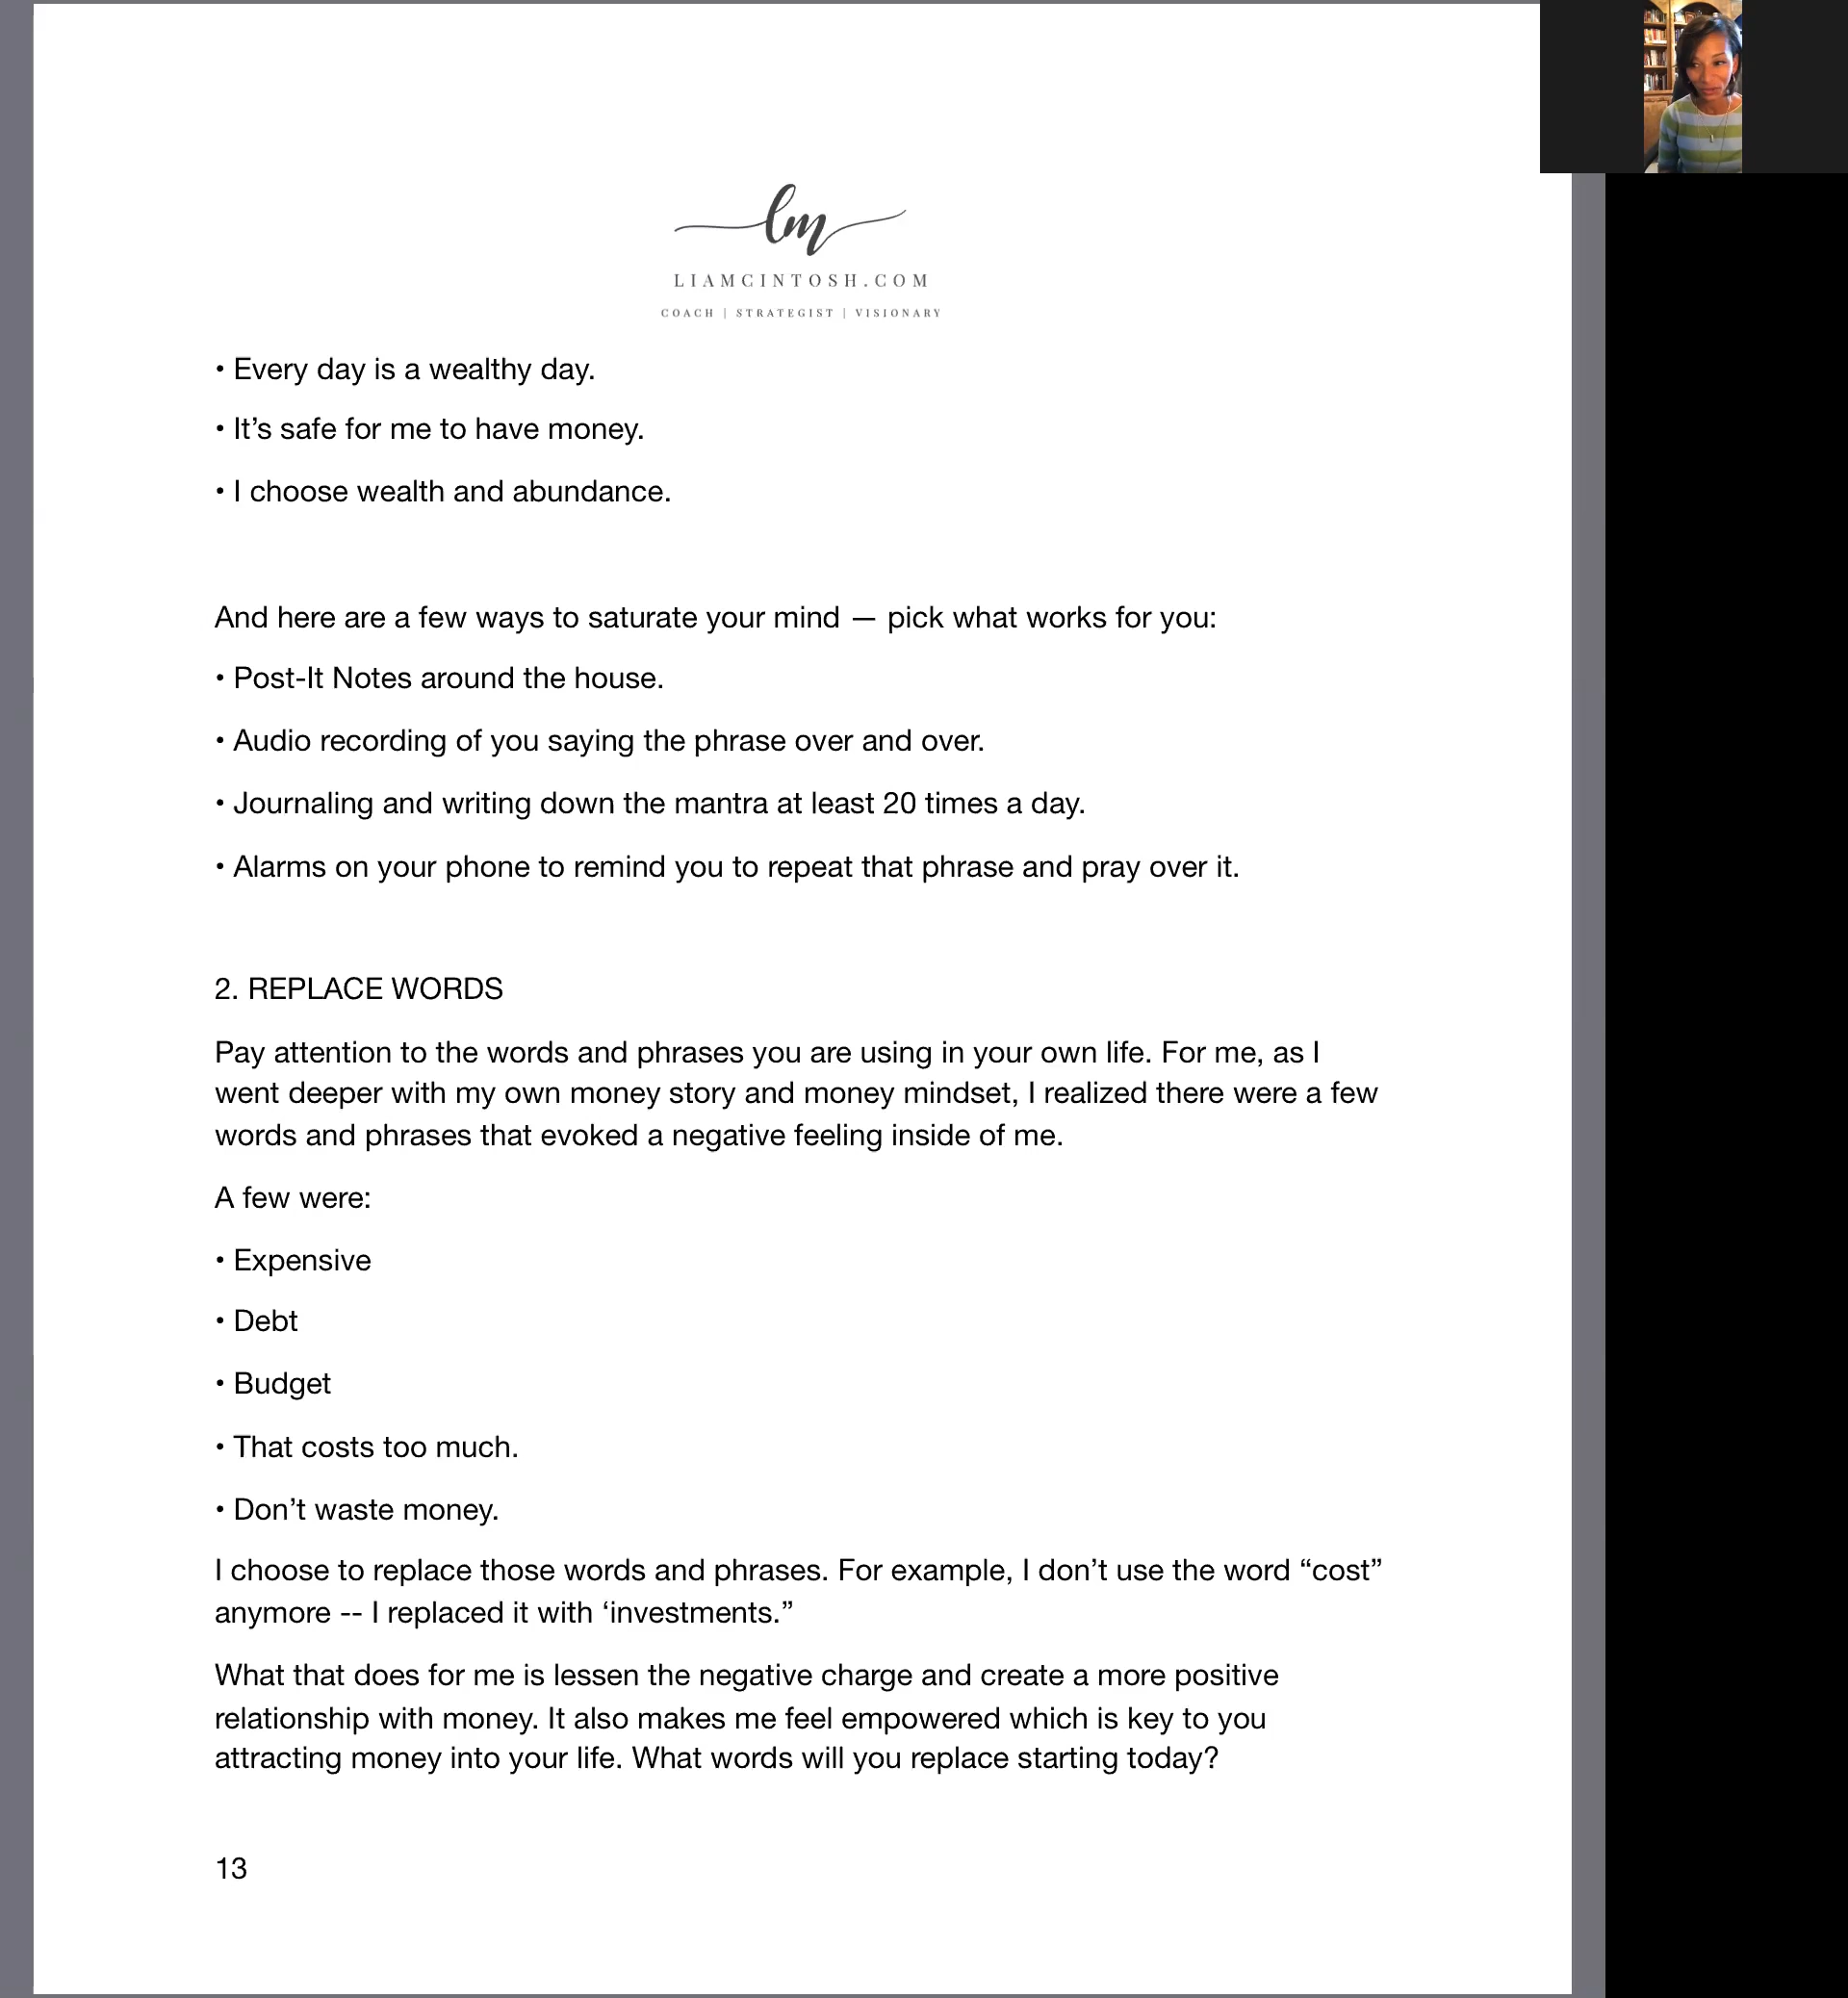 lm
LIAMCINTOSH.COM
COACH | STRATEGIST | VISIONARY
• Every day is a wealthy day.
• It’s safe for me to have money.
• I choose wealth and abundance.
And here are a few ways to saturate your mind — pick what works for you:
• Post-It Notes around the house.
• Audio recording of you saying the phrase over and over.
• Journaling and writing down the mantra at least 20 times a day.
• Alarms on your phone to remind you to repeat that phrase and pray over it.
2. REPLACE WORDS
Pay attention to the words and phrases you are using in your own life. For me, as I
went deeper with my own money story and money mindset, I realized there were a few
words and phrases that evoked a negative feeling inside of me.
A few were:
• Expensive
• Debt
• Budget
• That costs too much.
• Don’t waste money.
I choose to replace those words and phrases. For example, I don’t use the word “cost”
anymore -- I replaced it with ‘investments.”
What that does for me is lessen the negative charge and create a more positive
relationship with money. It also makes me feel empowered which is key to you
attracting money into your life. What words will you replace starting today?
13